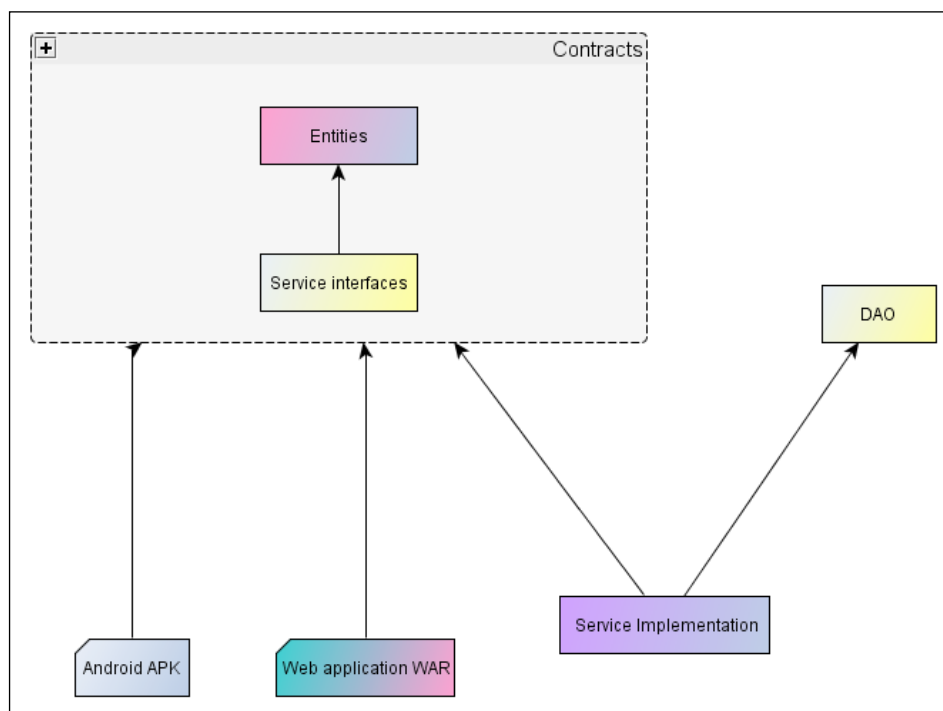 Contracts
Entities
Service interfaces
DAO
Service Implementation
Android APK
Web application WAR